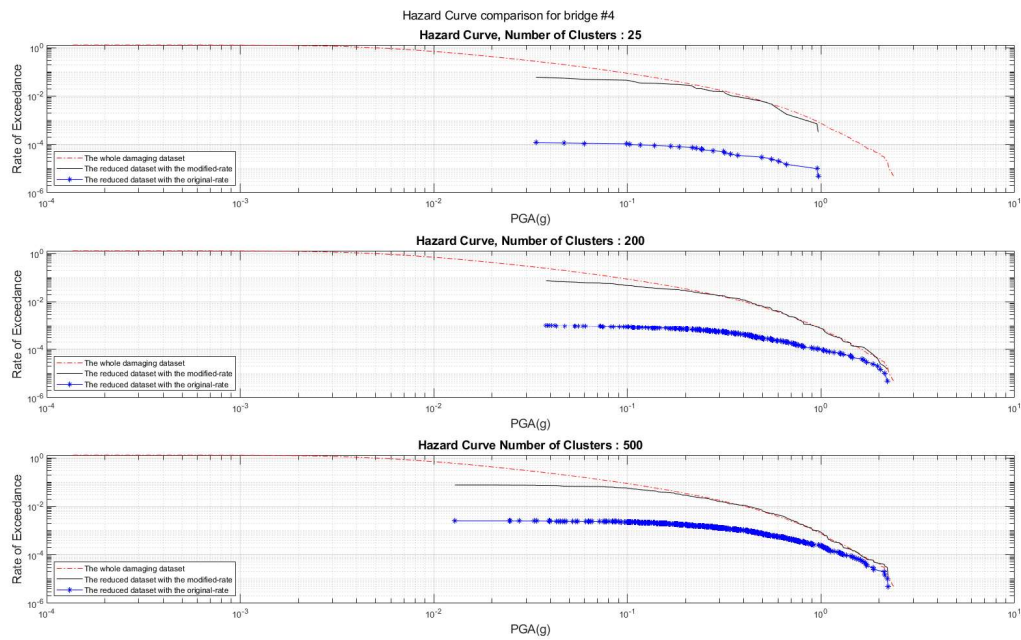 Hazard Curve comparison for bridge #4
Hazard Curve, Number of Clusters : 25
Rate of Exceedance
10^0
10^-2
10^-4
10^-6
The whole damaging dataset
The reduced dataset with the modified-rate
The reduced dataset with the original-rate
10^-4 10^-3 10^-2 10^-1 10^0 10^1
PGA(g)
Hazard Curve, Number of Clusters : 200
Rate of Exceedance
10^0
10^-2
10^-4
10^-6
The whole damaging dataset
The reduced dataset with the modified-rate
The reduced dataset with the original-rate
10^-4 10^-3 10^-2 10^-1 10^0 10^1
PGA(g)
Hazard Curve Number of Clusters : 500
Rate of Exceedance
10^0
10^-2
10^-4
10^-6
The whole damaging dataset
The reduced dataset with the modified-rate
The reduced dataset with the original-rate
10^-4 10^-3 10^-2 10^-1 10^0 10^1
PGA(g)